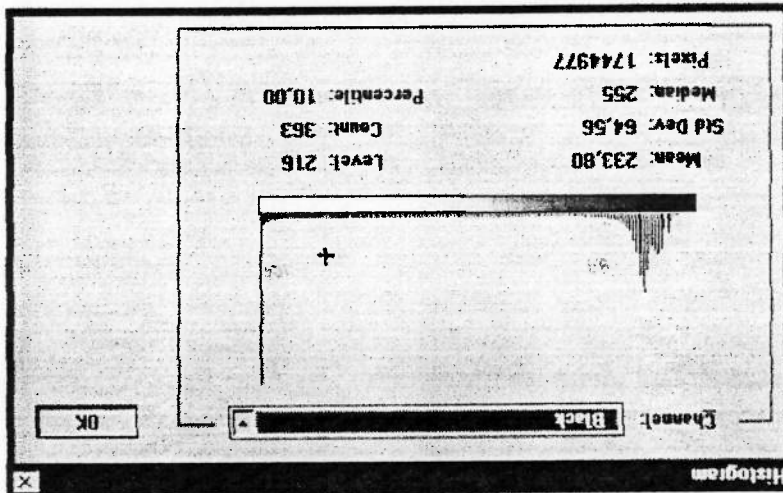 Histogram
Channel: Black
OK
Mean: 233,80
Level: 216
Std Dev: 64,56
Count: 363
Median: 255
Percentile: 10,00
Pixels: 1744977